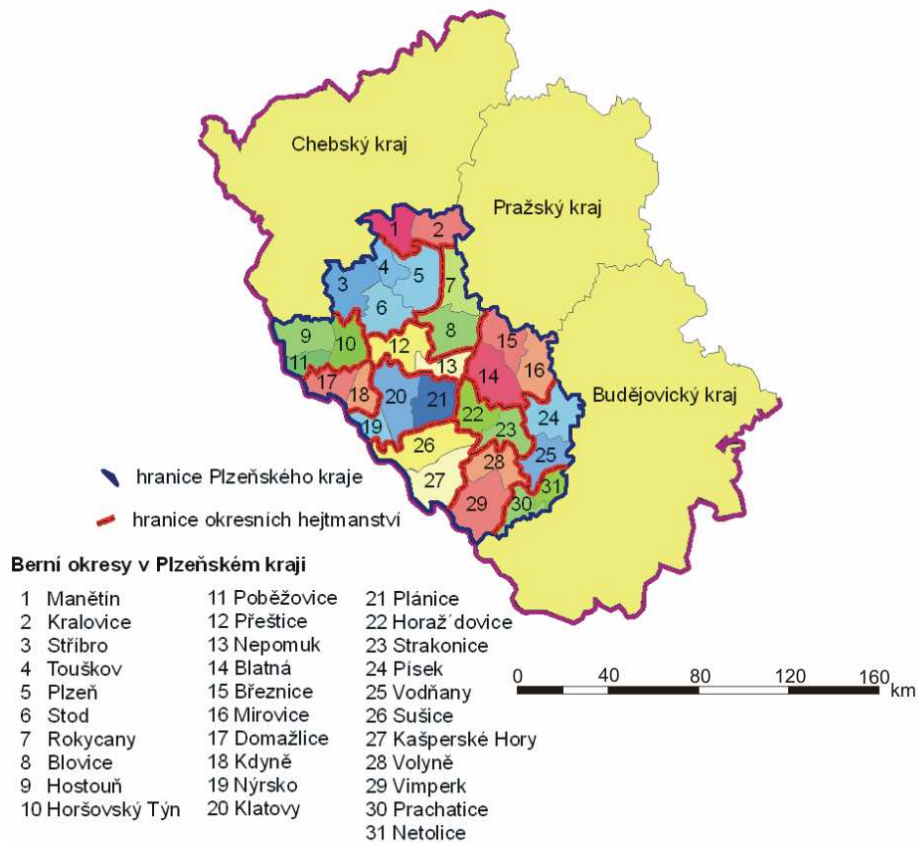 Chebský kraj
Pražský kraj
Budějovický kraj
1
2
3
4
5
6
7
8
9
10
11
12
13
14
15
16
17
18
19
20
21
22
23
24
25
26
27
28
29
30
31
hranice Plzeňského kraje
hranice okresních hejtmanství
Berní okresy v Plzeňském kraji
1 Manětín
2 Kralovice
3 Stříbro
4 Touškov
5 Plzeň
6 Stod
7 Rokycany
8 Blovice
9 Hostouň
10 Horšovský Týn
11 Poběžovice
12 Přeštice
13 Nepomuk
14 Blatná
15 Březnice
16 Mirovice
17 Domažlice
18 Kdyně
19 Nýrsko
20 Klatovy
21 Plánice
22 Horaž´dovice
23 Strakonice
24 Písek
25 Vodňany
26 Sušice
27 Kašperské Hory
28 Volyně
29 Vimperk
30 Prachatice
31 Netolice
0 40 80 120 160 km